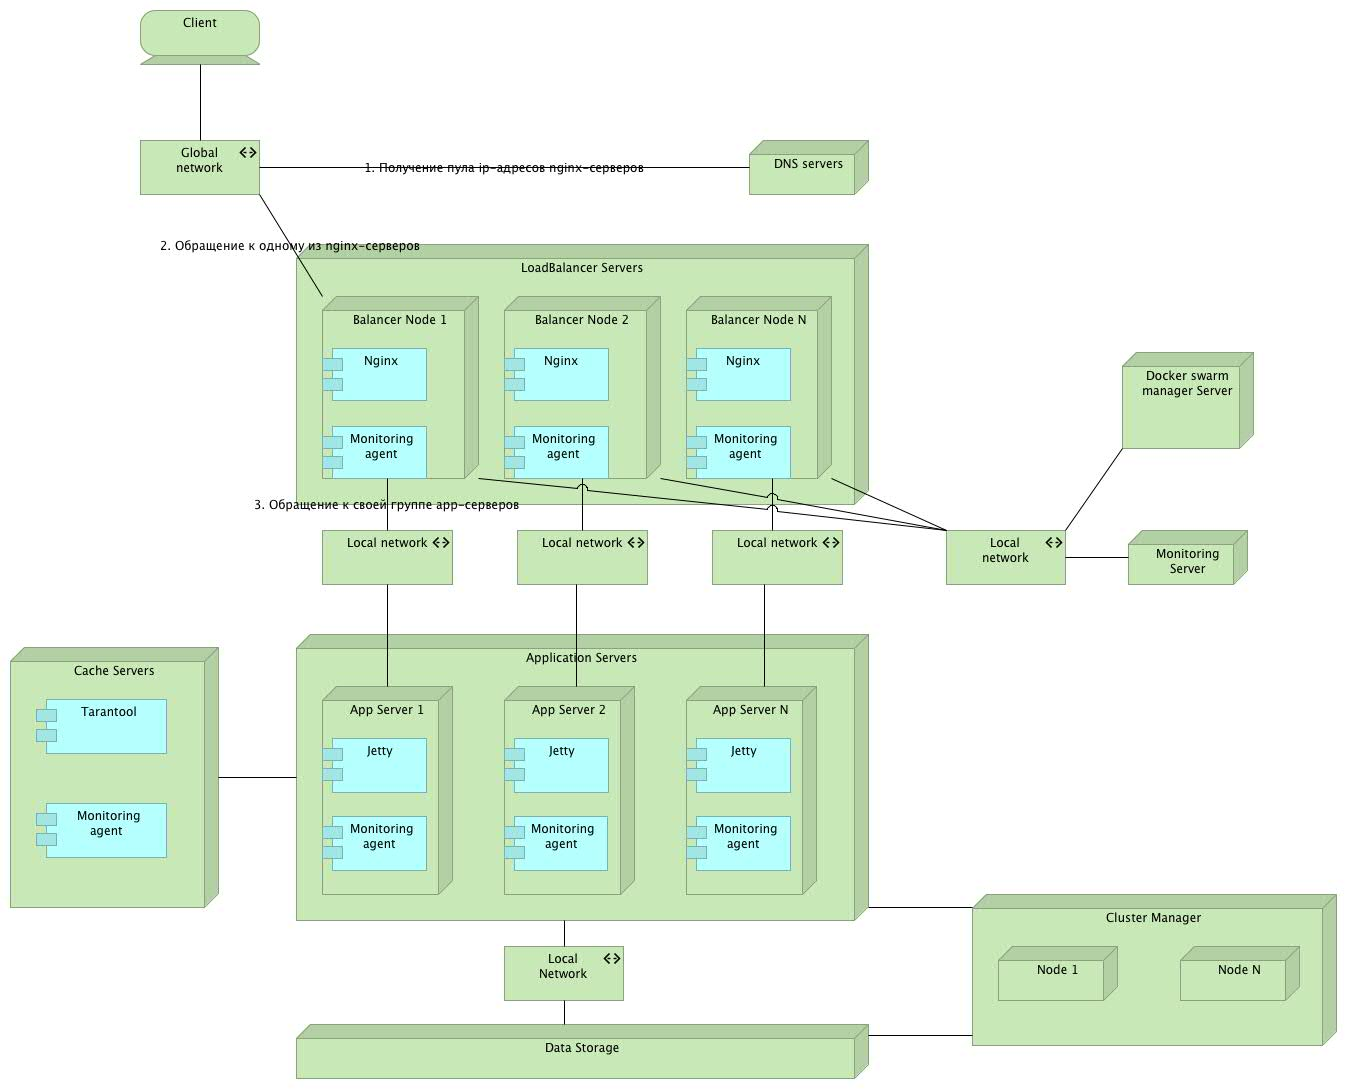 Client
Global
network
1. Получение пула ip-адресов nginx-серверов
DNS servers
2. Обращение к одному из nginx-серверов
LoadBalancer Servers
Balancer Node 1
Balancer Node 2
Balancer Node N
Nginx
Nginx
Nginx
Monitoring
agent
Monitoring
agent
Monitoring
agent
Docker swarm
manager Server
3. Обращение к своей группе app-серверов
Local network
Local network
Local network
Local
network
Monitoring
Server
Cache Servers
Tarantool
Monitoring
agent
Application Servers
App Server 1
App Server 2
App Server N
Jetty
Jetty
Jetty
Monitoring
agent
Monitoring
agent
Monitoring
agent
Cluster Manager
Node 1
Node N
Local
Network
Data Storage